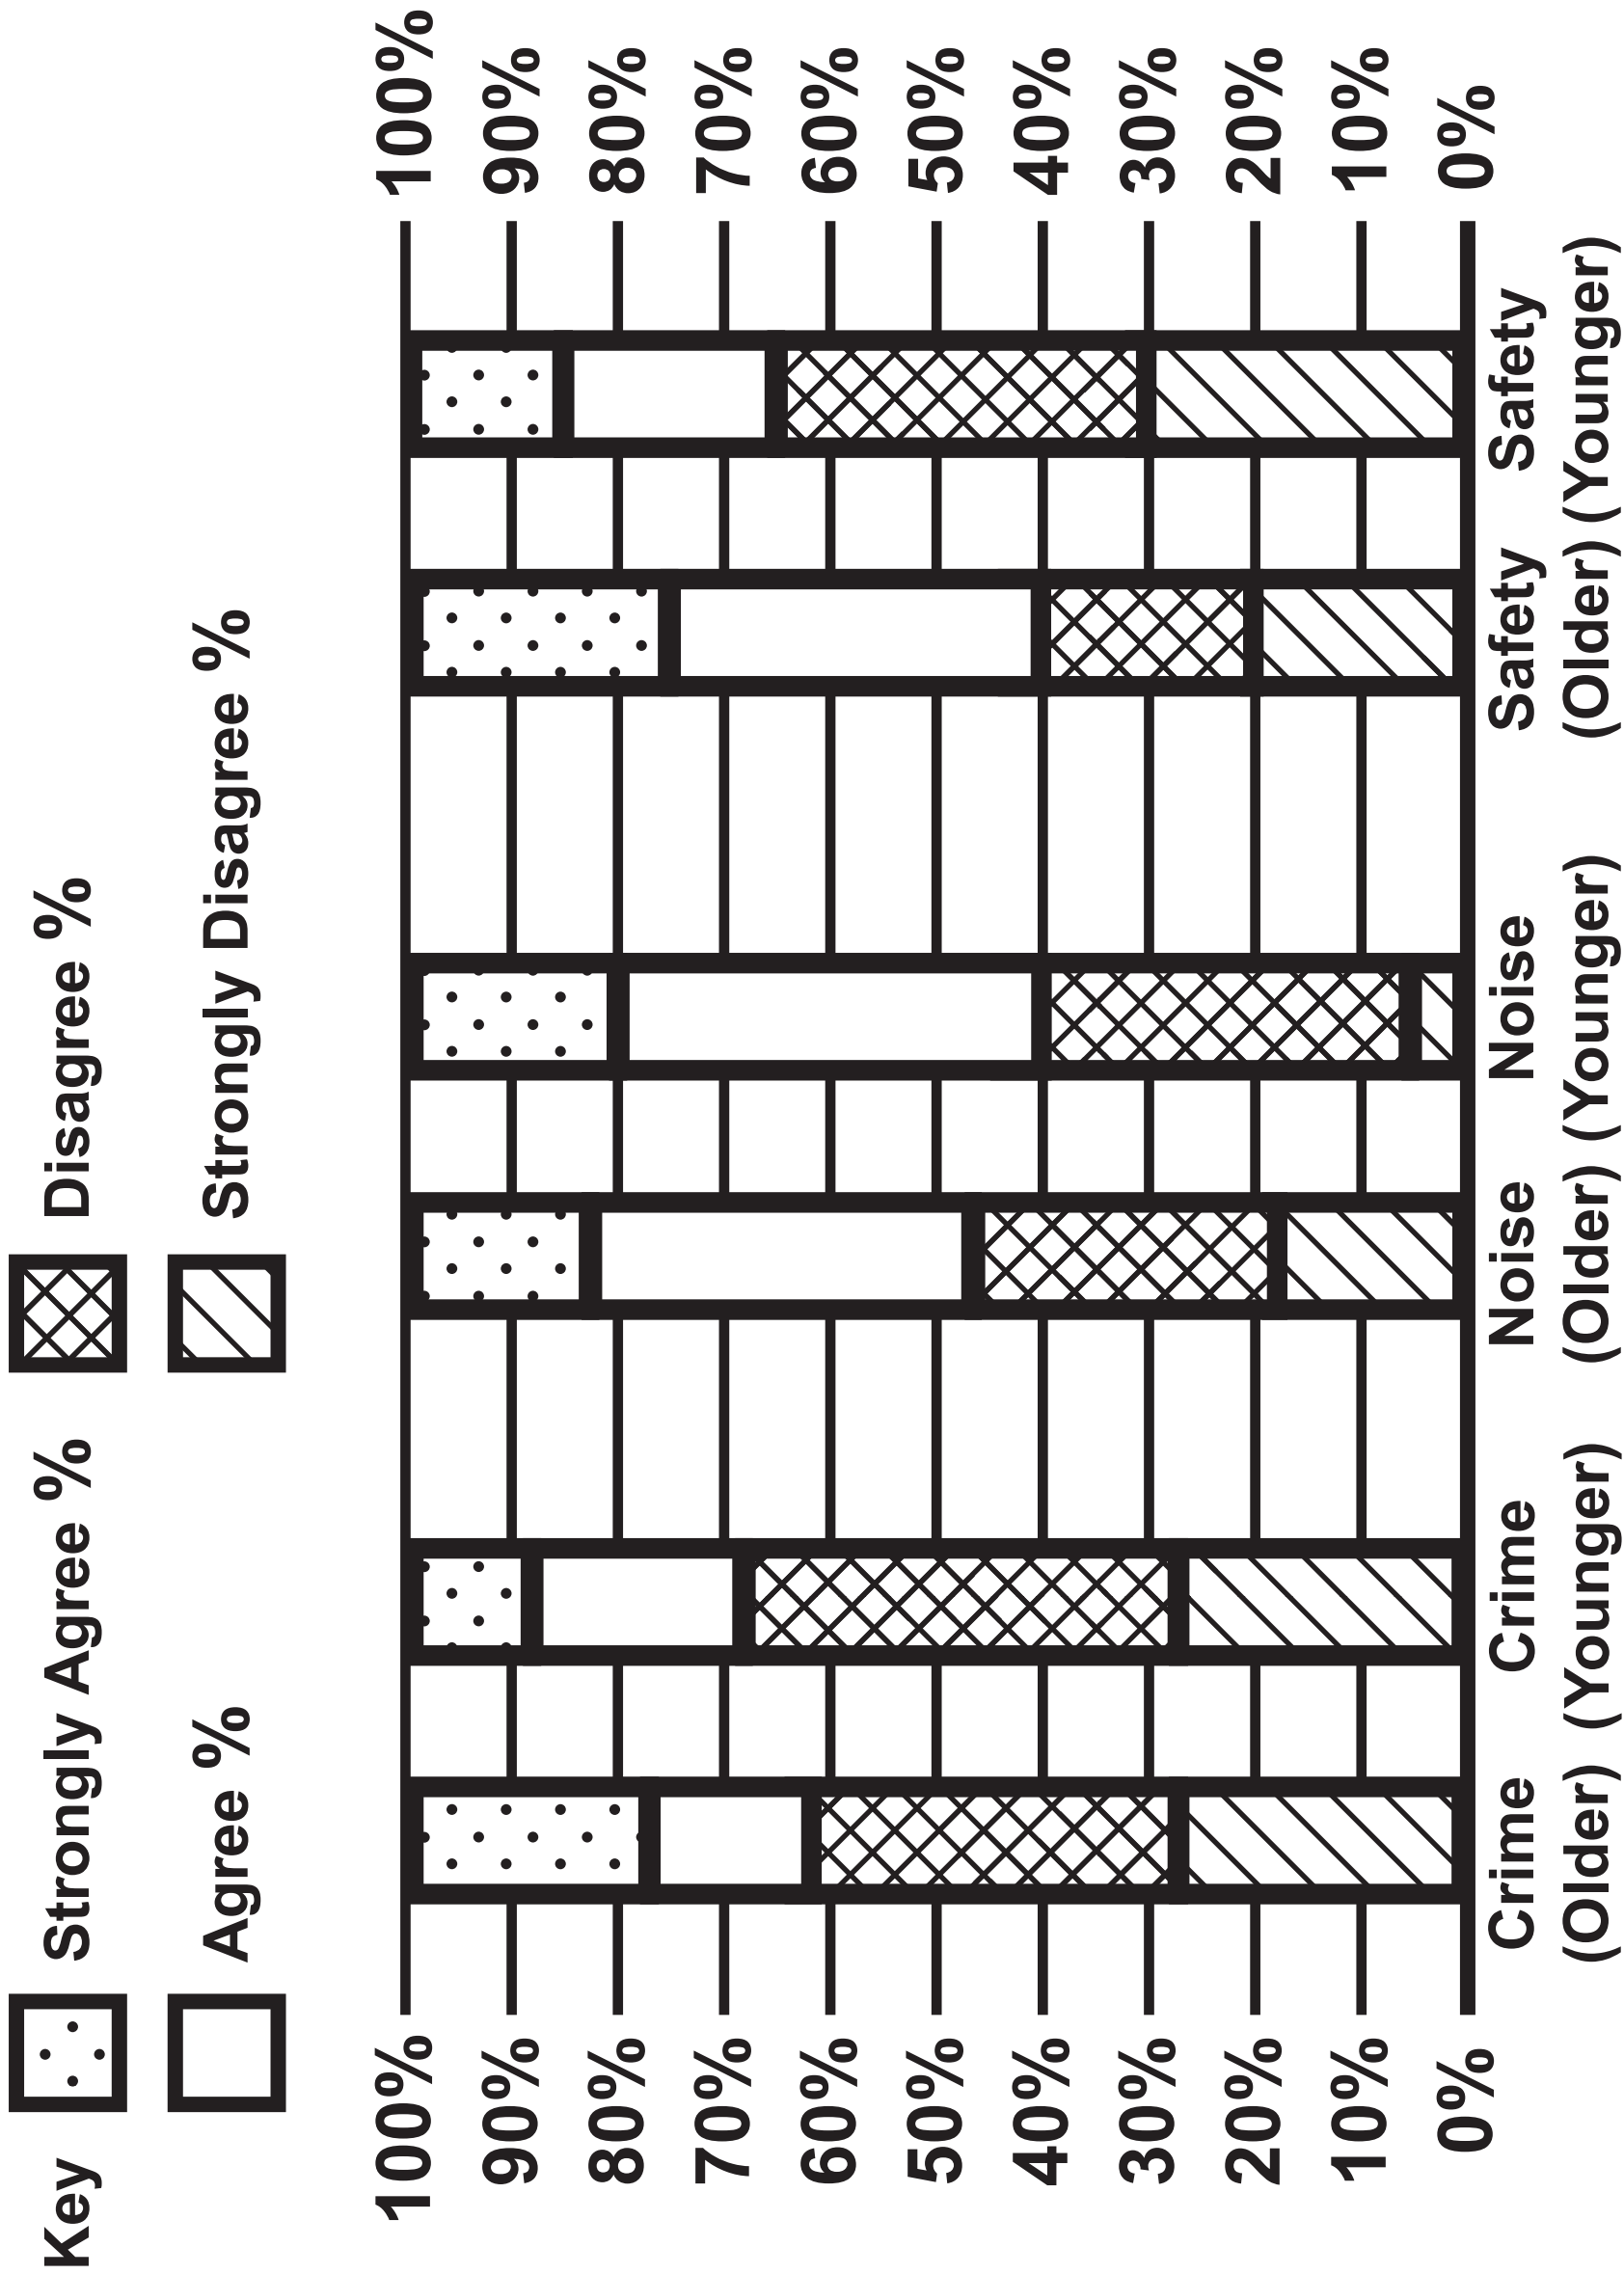 Key Strongly Agree % Disagree %
Agree % Strongly Disagree %
100% 100%
90% 90%
80% 80%
70% 70%
60% 60%
50% 50%
40% 40%
30% 30%
20% 20%
10% 10%
0% 0%
Crime Crime Noise Noise Safety Safety
(Older) (Younger) (Older) (Younger) (Older) (Younger)